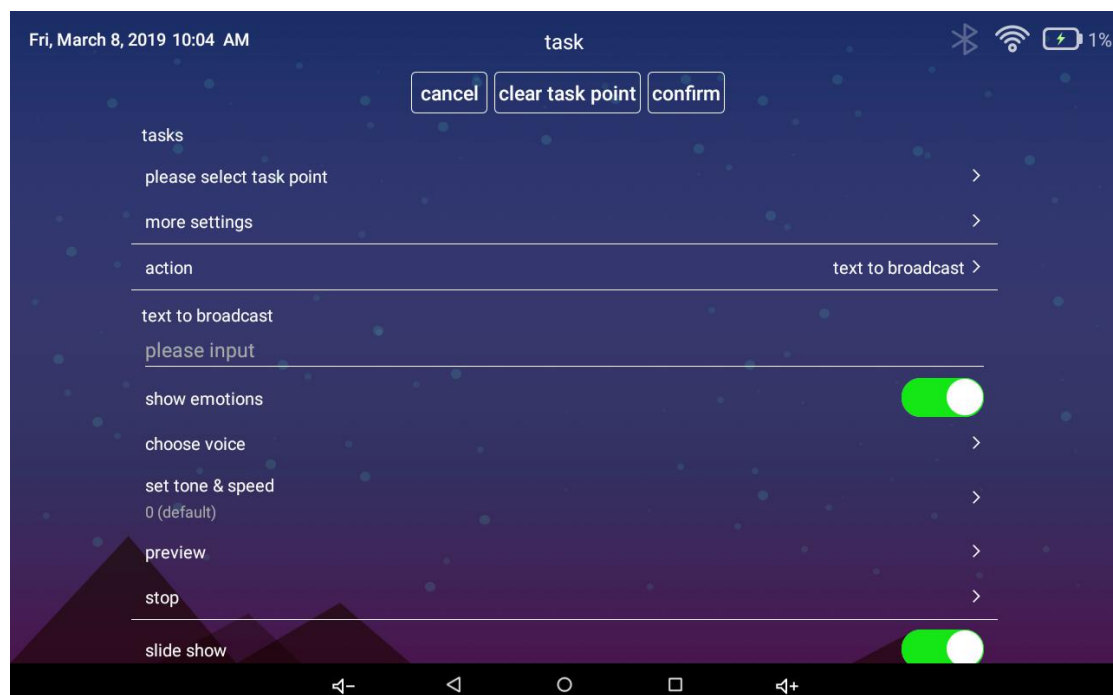 Fri, March 8, 2019 10:04 AM task 1%
cancel clear task point confirm
tasks
please select task point
more settings
action text to broadcast
text to broadcast
please input
show emotions
choose voice
set tone & speed
0 (default)
preview
stop
slide show